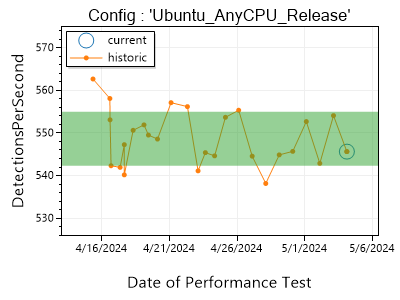 Config : 'Ubuntu_AnyCPU_Release'
current
historic
DetectionsPerSecond
570
560
550
540
530
4/16/2024
4/21/2024
4/26/2024
5/1/2024
5/6/2024
Date of Performance Test